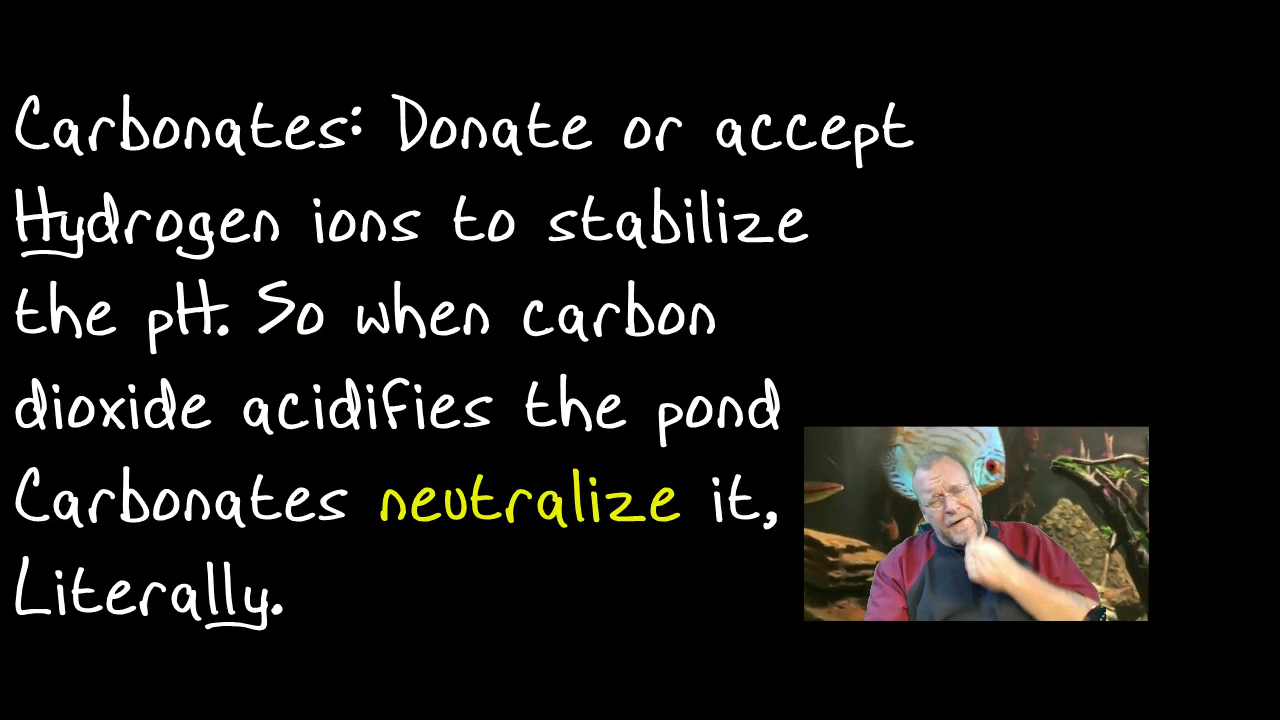 Carbonates: Donate or accept
Hydrogen ions to stabilize
the pH. So when carbon
dioxide acidifies the pond
Carbonates neutralize it,
Literally.